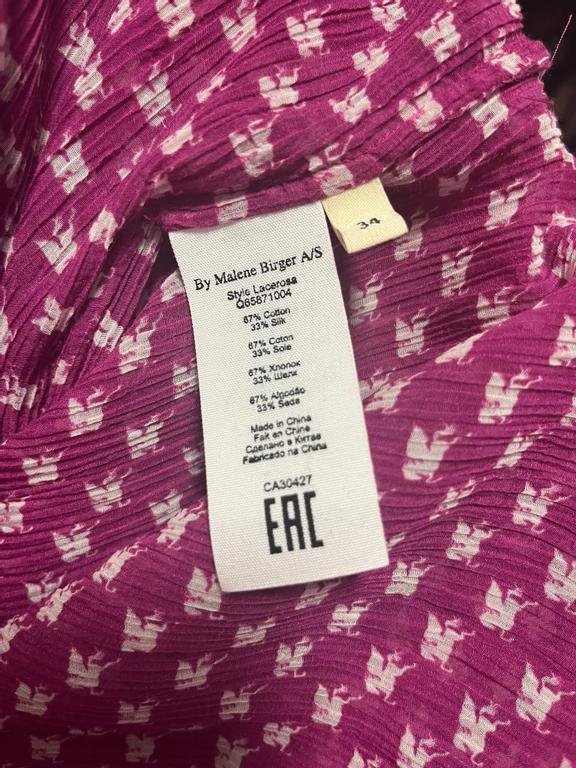 34
By Malene Birger A/S
Style Lacerosa
Q65871004
67% Cotton
33% Silk
67% Coton
33% Soie
67% Хлопок
33% Шелк
67% Algodão
33% Seda
Made in China
Fait en Chine
Сделано в Китае
Fabricado na China
CA30427
EAC